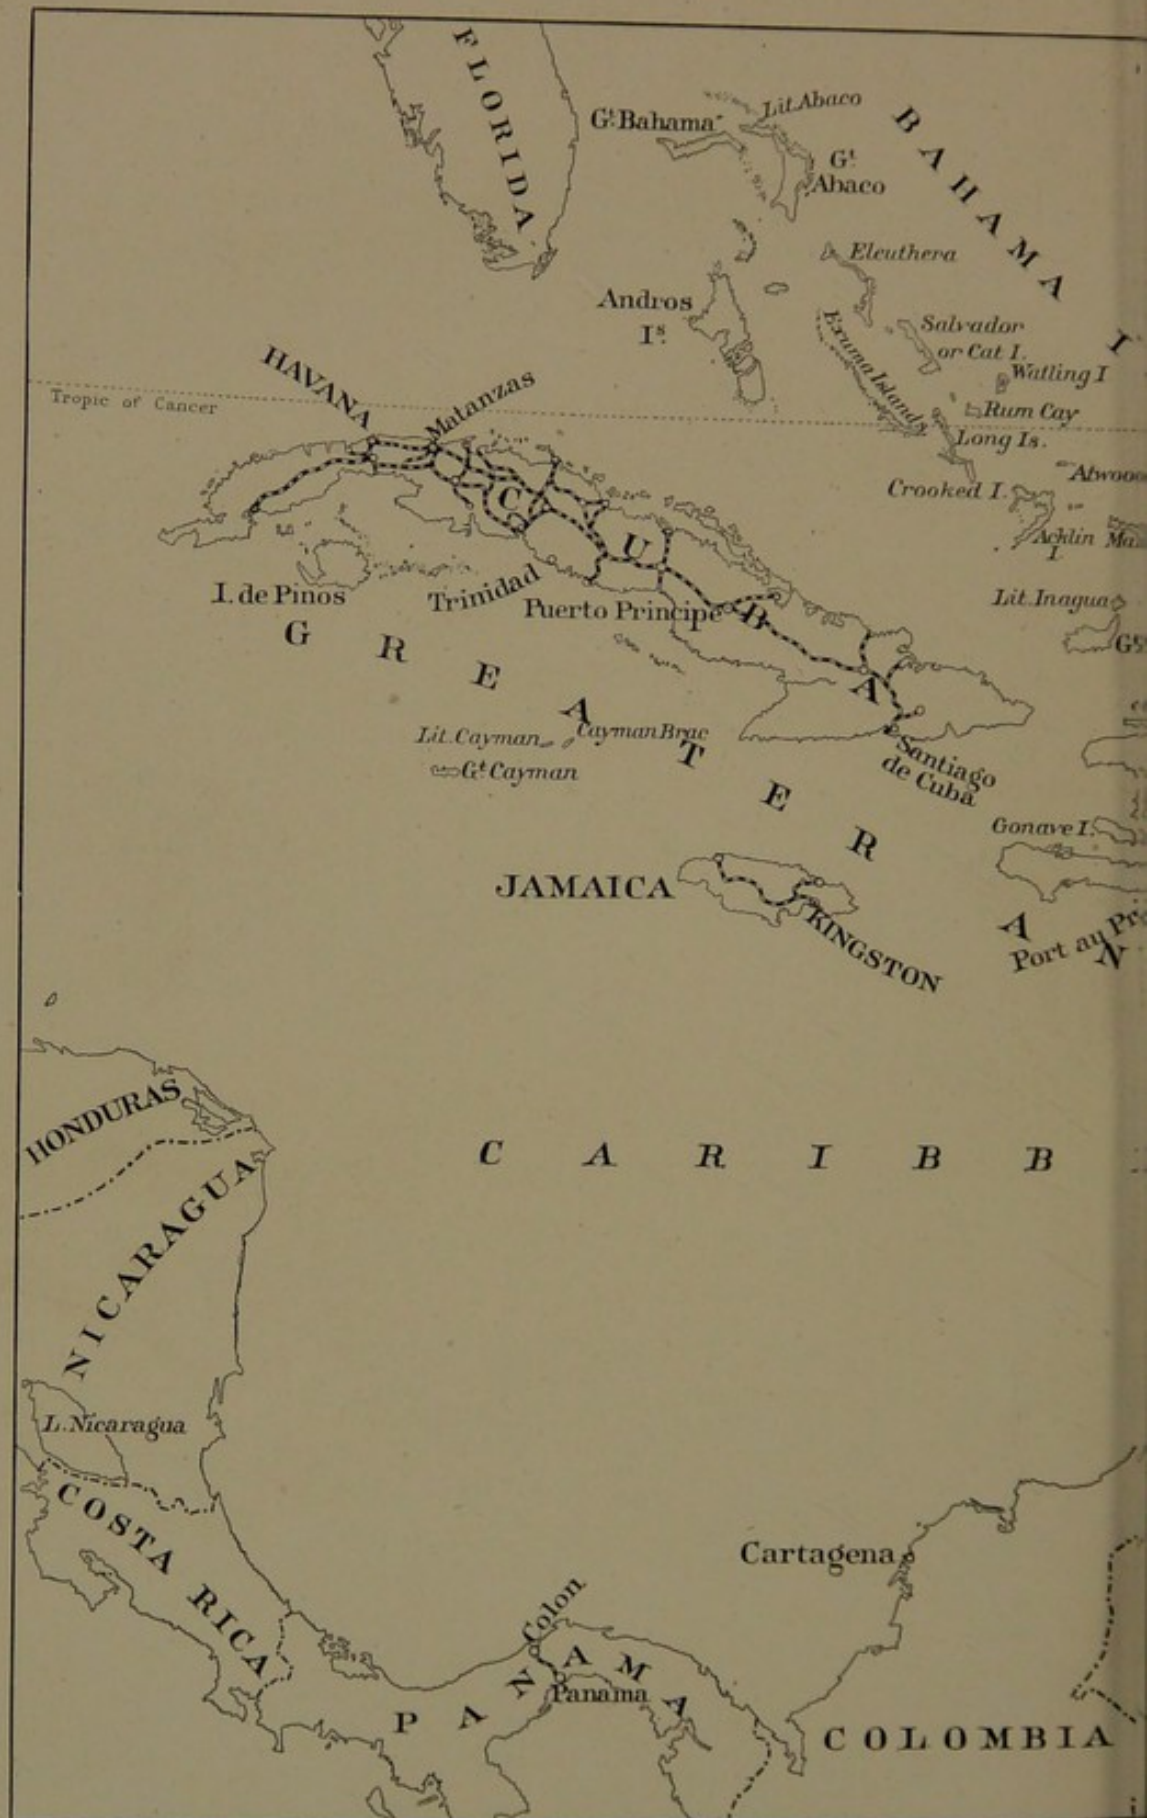 FLORIDA
Gt. Bahama
Lit. Abaco
Gt.
Abaco
BAHAMA I
Eleuthera
Andros
Is.
Exuma Islands
Salvador
or Cat I.
Watling I
Rum Cay
Long Is.
Tropic of Cancer
HAVANA
Matanzas
Crooked I.
Acklin
I
CUBA
I. de Pinos
Trinidad
Puerto Principe
Lit. Inagua
GREATER AN
Lit. Cayman
Cayman Brac
Gt. Cayman
Santiago
de Cuba
Gonave I.
JAMAICA
KINGSTON
Port au
HONDURAS
CARIBB
NICARAGUA
L. Nicaragua
COSTA RICA
Cartagena
Colon
PANAMA
Panama
COLOMBIA